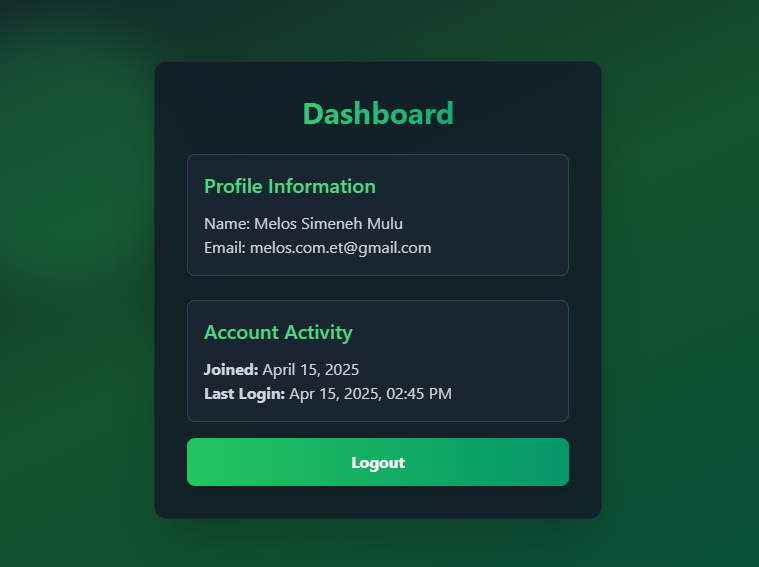 Dashboard
Profile Information
Name: Melos Simeneh Mulu
Email: melos.com.et@gmail.com
Account Activity
Joined: April 15, 2025
Last Login: Apr 15, 2025, 02:45 PM
Logout